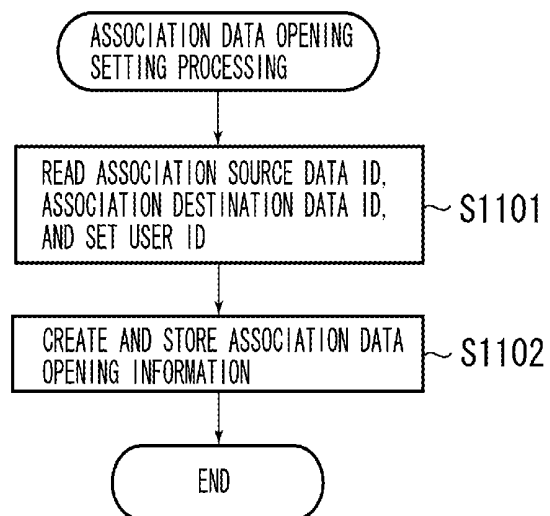 ASSOCIATION DATA OPENING
SETTING PROCESSING
READ ASSOCIATION SOURCE DATA ID,
ASSOCIATION DESTINATION DATA ID,
AND SET USER ID
S1101
CREATE AND STORE ASSOCIATION DATA
OPENING INFORMATION
S1102
END